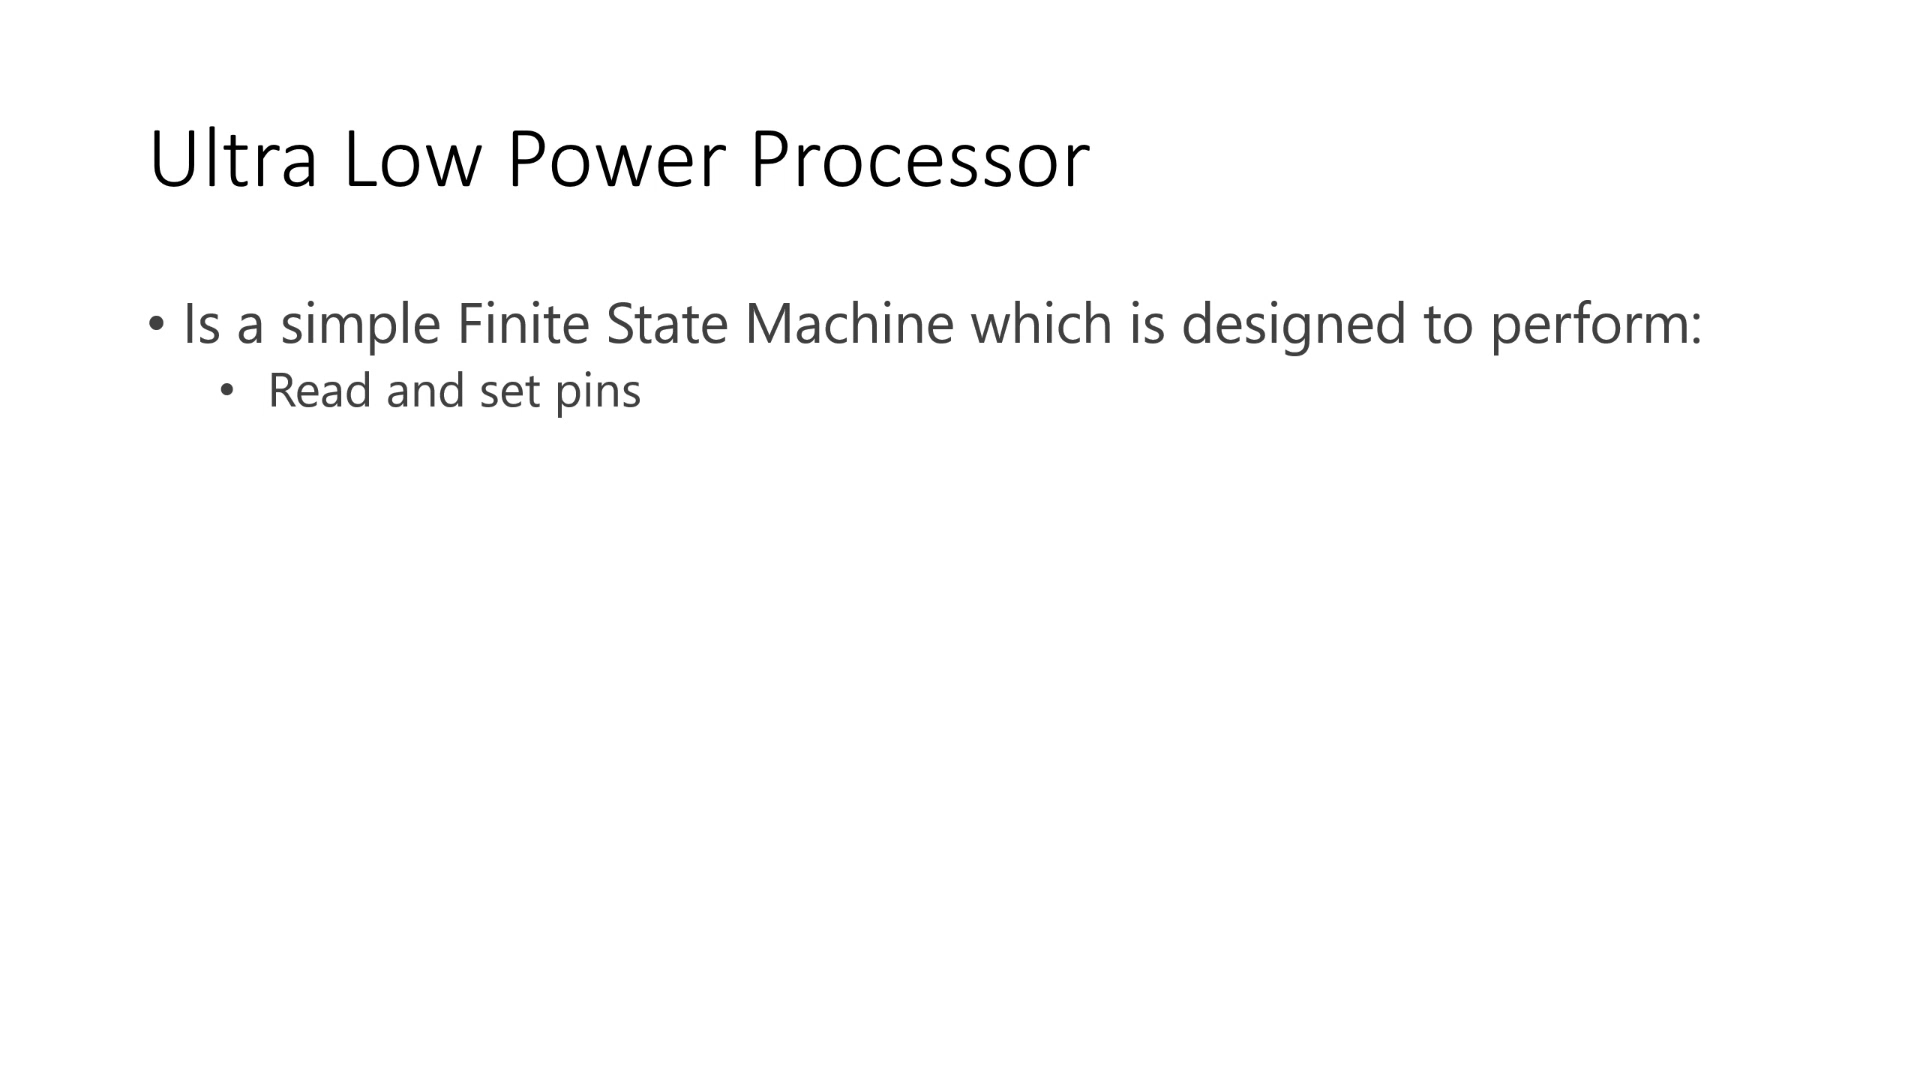 Ultra Low Power Processor
• Is a simple Finite State Machine which is designed to perform:
• Read and set pins